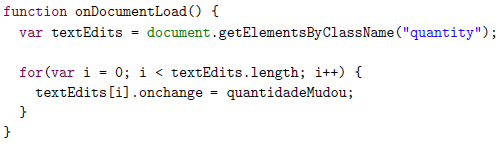 function onDocumentLoad() {
  var textEdits = document.getElementsByClassName("quantity");

  for(var i = 0; i < textEdits.length; i++) {
    textEdits[i].onchange = quantidadeMudou;
  }
}